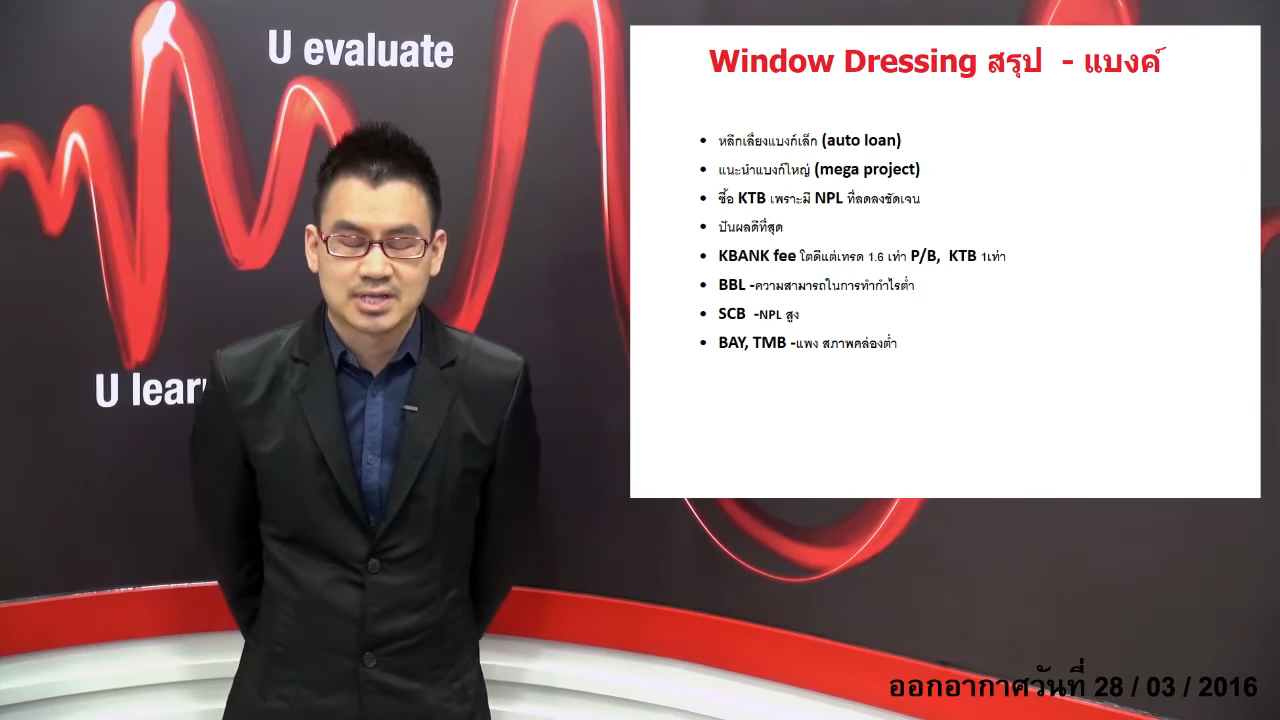 U evaluate
U lear
Window Dressing สรุป - แบงค์
• หลีกเลี่ยงแบงก์เล็ก (auto loan)
• แนะนำแบงก์ใหญ่ (mega project)
• ซื้อ KTB เพราะมี NPL ที่ลดลงชัดเจน
• ปันผลดีที่สุด
• KBANK fee โตดีแต่เทรด 1.6 เท่า P/B, KTB 1เท่า
• BBL -ความสามารถในการทำกำไรต่ำ
• SCB -NPL สูง
• BAY, TMB -แพง สภาพคล่องต่ำ
ออกอากาศวันที่ 28 / 03 / 2016